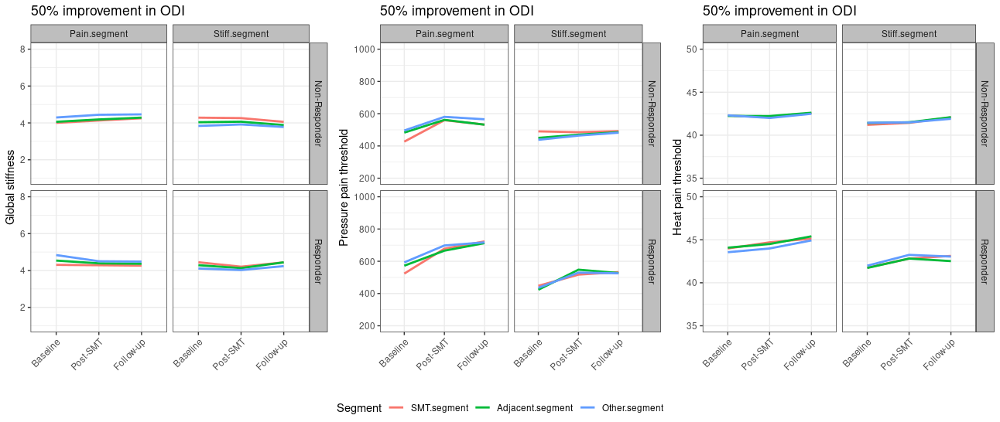 50% improvement in ODI
Pain.segment
Stiff.segment
Global stiffness
8
6
4
2
Non-Responder
8
6
4
2
Responder
Baseline
Post-SMT
Follow-up
Baseline
Post-SMT
Follow-up
50% improvement in ODI
Pain.segment
Stiff.segment
Pressure pain threshold
1000
800
600
400
200
Non-Responder
1000
800
600
400
200
Responder
Baseline
Post-SMT
Follow-up
Baseline
Post-SMT
Follow-up
50% improvement in ODI
Pain.segment
Stiff.segment
Heat pain threshold
50
45
40
35
Non-Responder
50
45
40
35
Responder
Baseline
Post-SMT
Follow-up
Baseline
Post-SMT
Follow-up
Segment SMT.segment Adjacent.segment Other.segment